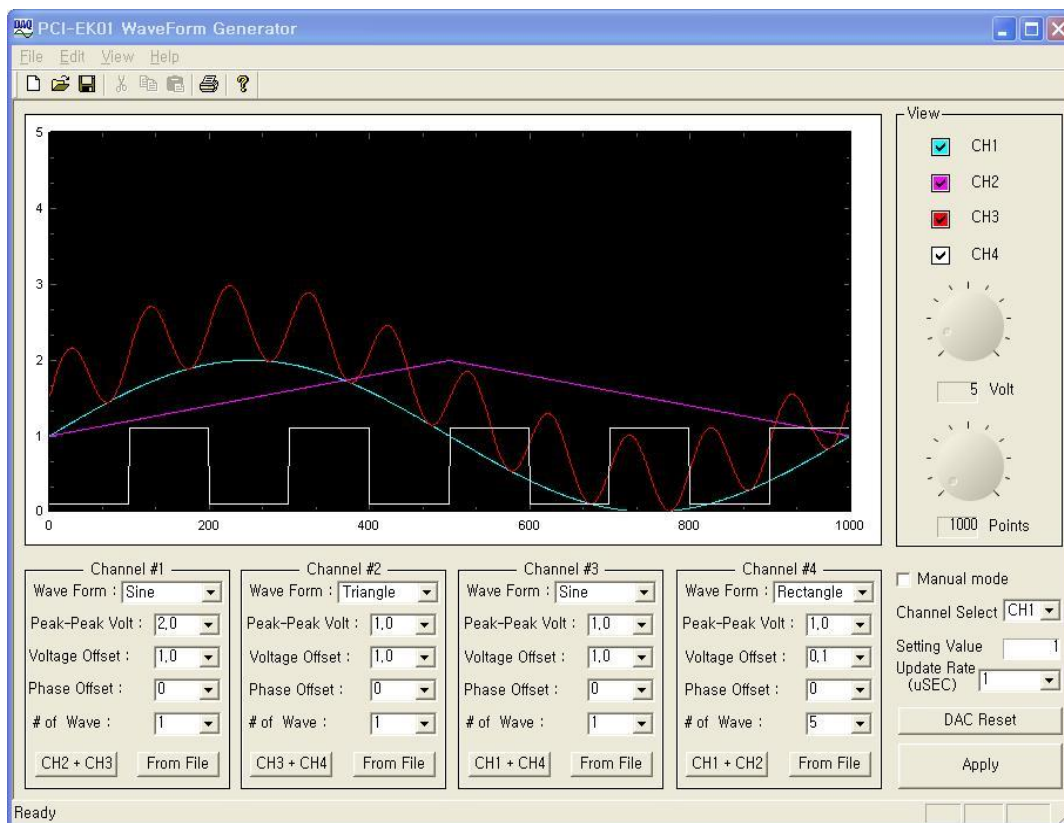 DAQ PCI-EK01 WaveForm Generator
File Edit View Help
View
CH1
CH2
CH3
CH4
5 Volt
1000 Points
5
4
3
2
1
0
0 200 400 600 800 1000
Channel #1
Wave Form : Sine
Peak-Peak Volt : 2,0
Voltage Offset : 1,0
Phase Offset : 0
# of Wave : 1
CH2 + CH3 From File
Channel #2
Wave Form : Triangle
Peak-Peak Volt : 1,0
Voltage Offset : 1,0
Phase Offset : 0
# of Wave : 1
CH3 + CH4 From File
Channel #3
Wave Form : Sine
Peak-Peak Volt : 1,0
Voltage Offset : 1,0
Phase Offset : 0
# of Wave : 1
CH1 + CH4 From File
Channel #4
Wave Form : Rectangle
Peak-Peak Volt : 1,0
Voltage Offset : 0,1
Phase Offset : 0
# of Wave : 5
CH1 + CH2 From File
Manual mode
Channel Select CH1
Setting Value 1
Update Rate (uSEC) 1
DAC Reset
Apply
Ready